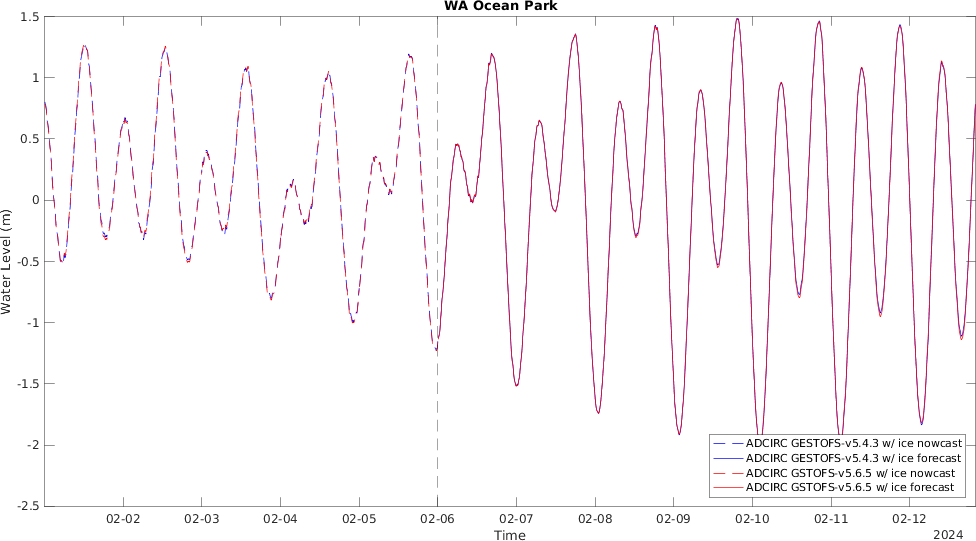 WA Ocean Park
1.5
1
0.5
0
-0.5
-1
-1.5
-2
-2.5
Water Level (m)
ADCIRC GESTOFS-v5.4.3 w/ ice nowcast
ADCIRC GESTOFS-v5.4.3 w/ ice forecast
ADCIRC GSTOFS-v5.6.5 w/ ice nowcast
ADCIRC GSTOFS-v5.6.5 w/ ice forecast
02-02 02-03 02-04 02-05 02-06 02-07 02-08 02-09 02-10 02-11 02-12
Time
2024